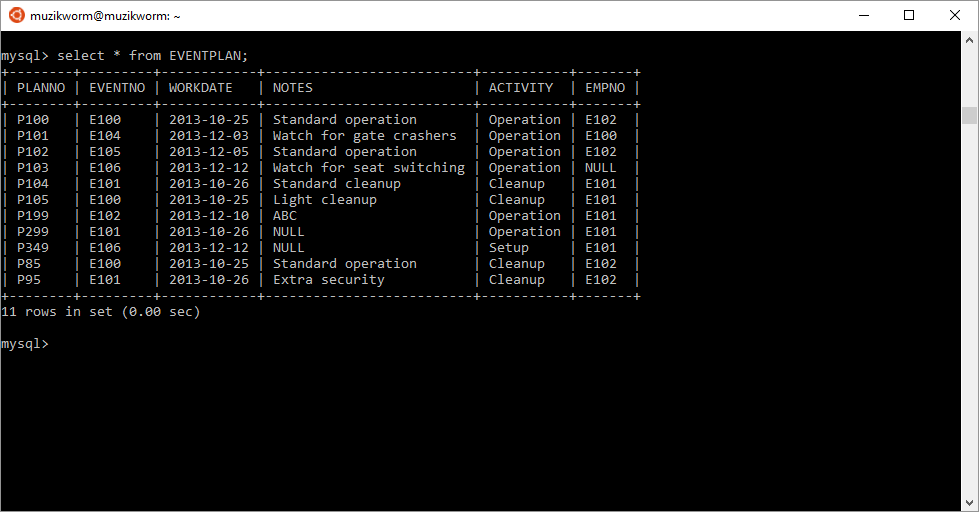 muzikworm@muzikworm: ~
mysql> select * from EVENTPLAN;
+--------+---------+------------+--------------------------+-----------+-------+
| PLANNO | EVENTNO | WORKDATE   | NOTES                    | ACTIVITY  | EMPNO |
+--------+---------+------------+--------------------------+-----------+-------+
| P100   | E100    | 2013-10-25 | Standard operation       | Operation | E102  |
| P101   | E104    | 2013-12-03 | Watch for gate crashers  | Operation | E100  |
| P102   | E105    | 2013-12-05 | Standard operation       | Operation | E102  |
| P103   | E106    | 2013-12-12 | Watch for seat switching | Operation | NULL  |
| P104   | E101    | 2013-10-26 | Standard cleanup         | Cleanup   | E101  |
| P105   | E100    | 2013-10-25 | Light cleanup            | Cleanup   | E101  |
| P199   | E102    | 2013-12-10 | ABC                      | Operation | E101  |
| P299   | E101    | 2013-10-26 | NULL                     | Operation | E101  |
| P349   | E106    | 2013-12-12 | NULL                     | Setup     | E101  |
| P85    | E100    | 2013-10-25 | Standard operation       | Cleanup   | E102  |
| P95    | E101    | 2013-10-26 | Extra security           | Cleanup   | E102  |
+--------+---------+------------+--------------------------+-----------+-------+
11 rows in set (0.00 sec)
mysql>